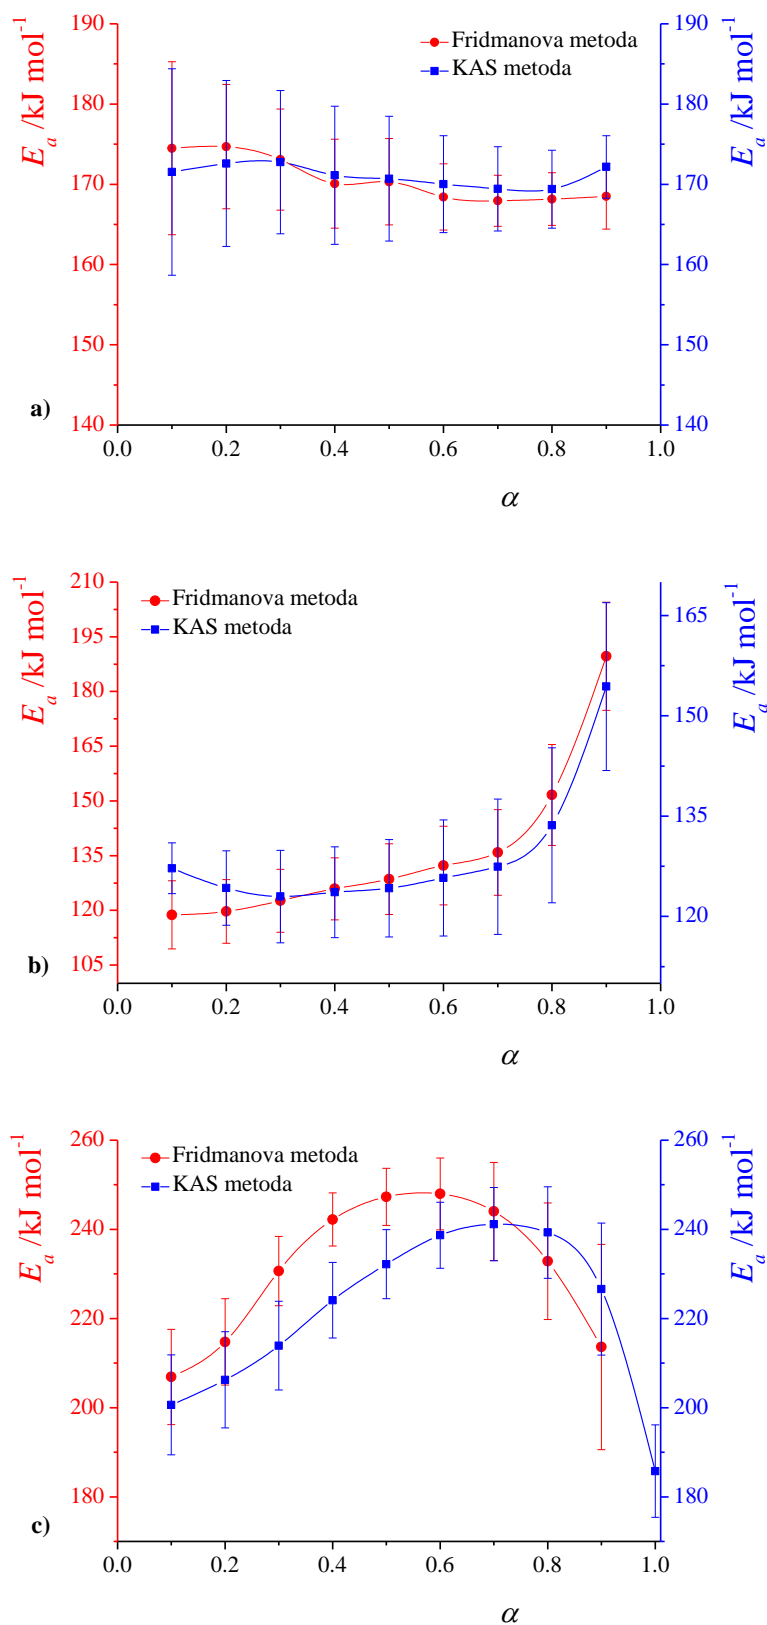 Fridmanova metoda
KAS metoda
E_a /kJ mol⁻¹
190
180
170
160
150
140
E_a /kJ mol⁻¹
190
180
170
160
150
140
a)
0.0 0.2 0.4 0.6 0.8 1.0
α
Fridmanova metoda
KAS metoda
E_a /kJ mol⁻¹
210
195
180
165
150
135
120
105
E_a /kJ mol⁻¹
165
150
135
120
b)
0.0 0.2 0.4 0.6 0.8 1.0
α
Fridmanova metoda
KAS metoda
E_a /kJ mol⁻¹
260
240
220
200
180
E_a /kJ mol⁻¹
260
240
220
200
180
c)
0.0 0.2 0.4 0.6 0.8 1.0
α